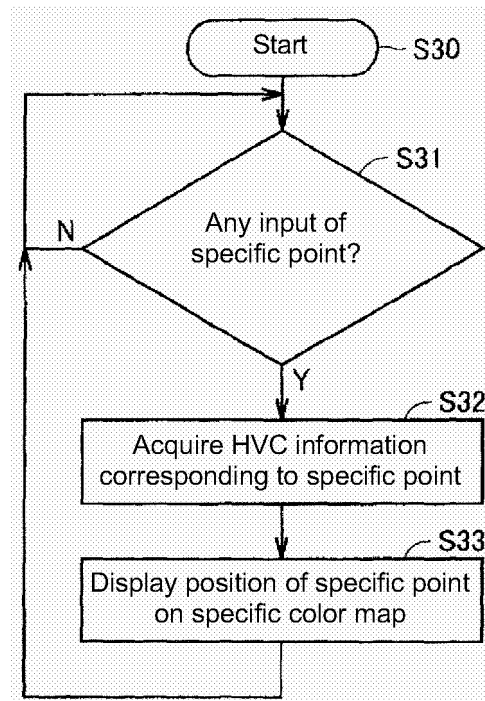 Start
S30
S31
Any input of
specific point?
N
Y
S32
Acquire HVC information
corresponding to specific point
S33
Display position of specific point
on specific color map